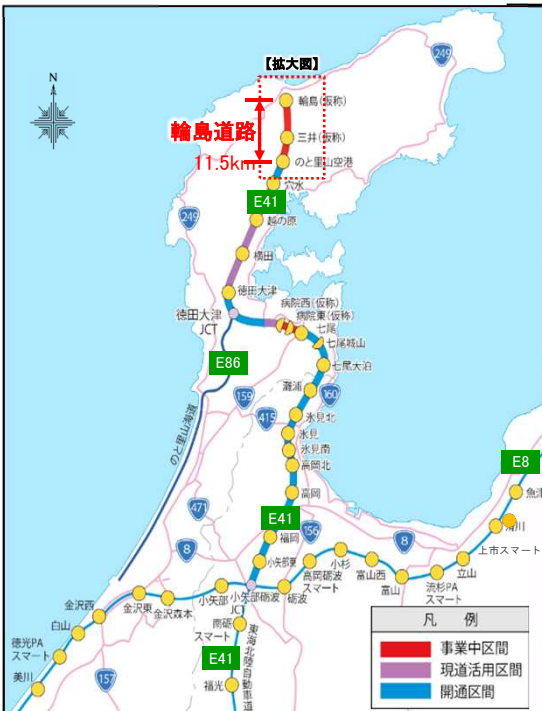 N
【拡大図】
249
輪島(仮称)
輪島道路
三井(仮称)
11.5km
のと里山空港
穴水
E41
249
越の原
横田
徳田大津
病院西(仮称)
徳田大津
JCT
病院東(仮称)
七尾
七尾城山
E86
七尾大泊
159
灘浦
160
415
氷見北
のと里山海道
氷見
氷見南
高岡北
E8
471
高岡
魚津
E41
156
滑川
8
福岡
8
上市スマート
小矢部東
小杉
立山
高岡砺波
スマート
富山西
富山
流杉PA
スマート
金沢西
金沢東
金沢森本
小矢部
小矢部砺波
JCT
砺波
白山
徳光PA
スマート
南砺
スマート
東海北陸自動車道
美川
157
E41
福光
凡 例
事業中区間
現道活用区間
開通区間